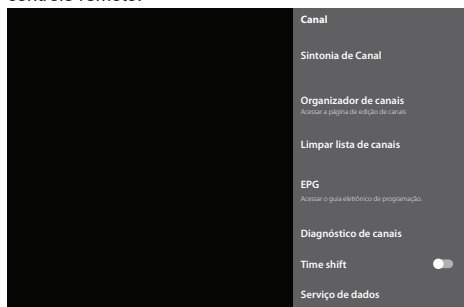 Canal
Sintonia de Canal
Organizador de canais
Acessar a página de edição de canais
Limpar lista de canais
EPG
Acessar o guia eletrônico de programação.
Diagnóstico de canais
Time shift
Serviço de dados